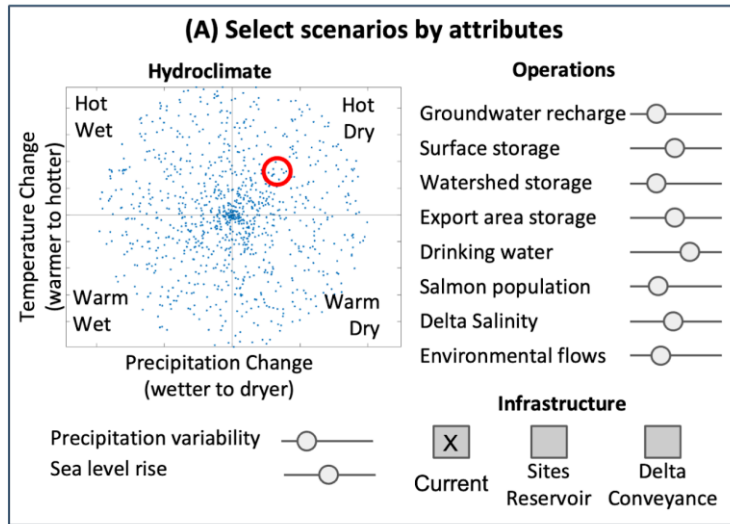 (A) Select scenarios by attributes
Hydroclimate
Hot
Wet
Hot
Dry
Warm
Wet
Warm
Dry
Temperature Change
(warmer to hotter)
Precipitation Change
(wetter to dryer)
Precipitation variability
Sea level rise
Operations
Groundwater recharge
Surface storage
Watershed storage
Export area storage
Drinking water
Salmon population
Delta Salinity
Environmental flows
Infrastructure
X
Current
Sites
Reservoir
Delta
Conveyance